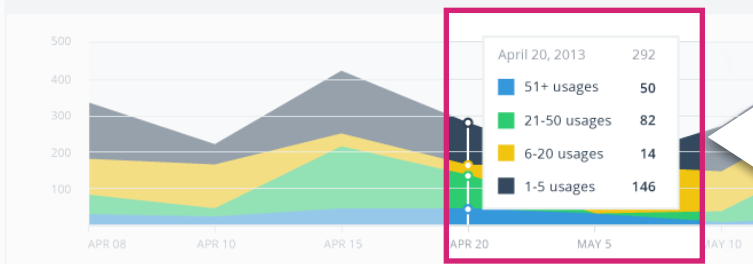 500
400
300
200
100
April 20, 2013 292
51+ usages 50
21-50 usages 82
6-20 usages 14
1-5 usages 146
APR 08 APR 10 APR 15 APR 20 MAY 5 MAY 10